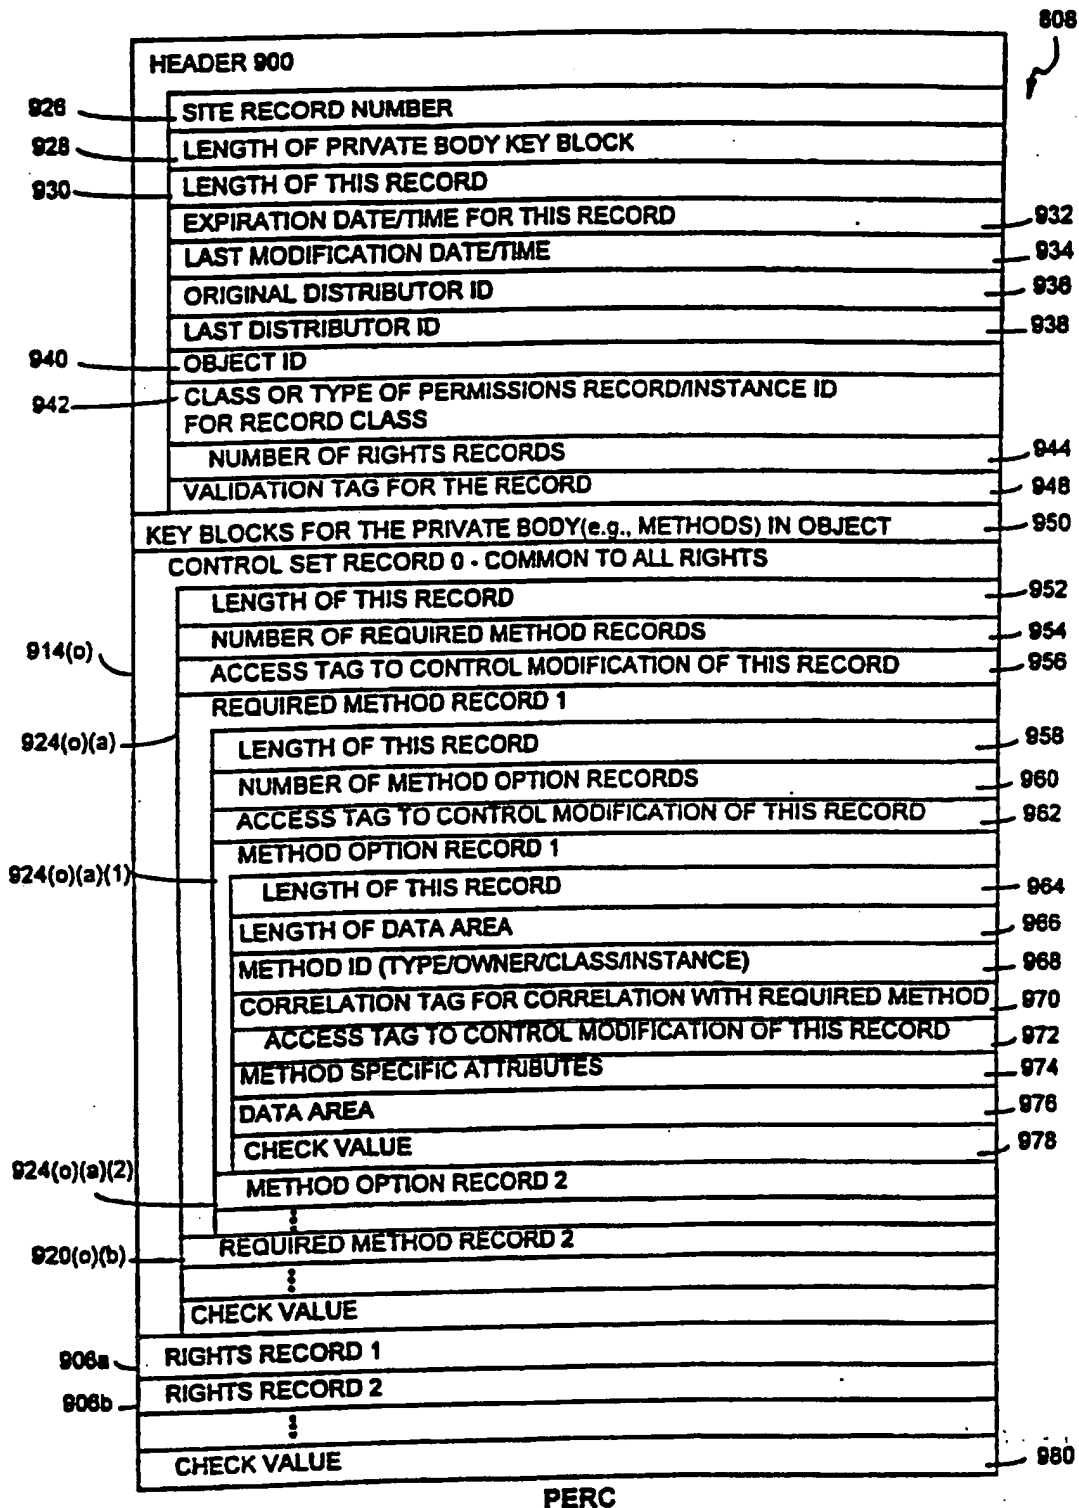 808
HEADER 900
926 SITE RECORD NUMBER
928 LENGTH OF PRIVATE BODY KEY BLOCK
930 LENGTH OF THIS RECORD
EXPIRATION DATE/TIME FOR THIS RECORD 932
LAST MODIFICATION DATE/TIME 934
ORIGINAL DISTRIBUTOR ID 936
LAST DISTRIBUTOR ID 938
940 OBJECT ID
942 CLASS OR TYPE OF PERMISSIONS RECORD/INSTANCE ID
FOR RECORD CLASS
NUMBER OF RIGHTS RECORDS 944
VALIDATION TAG FOR THE RECORD 948
KEY BLOCKS FOR THE PRIVATE BODY(e.g., METHODS) IN OBJECT 950
CONTROL SET RECORD 0 - COMMON TO ALL RIGHTS
LENGTH OF THIS RECORD 952
914(o) NUMBER OF REQUIRED METHOD RECORDS 954
ACCESS TAG TO CONTROL MODIFICATION OF THIS RECORD 956
REQUIRED METHOD RECORD 1
924(o)(a) LENGTH OF THIS RECORD 958
NUMBER OF METHOD OPTION RECORDS 960
ACCESS TAG TO CONTROL MODIFICATION OF THIS RECORD 962
METHOD OPTION RECORD 1
924(o)(a)(1) LENGTH OF THIS RECORD 964
LENGTH OF DATA AREA 966
METHOD ID (TYPE/OWNER/CLASS/INSTANCE) 968
CORRELATION TAG FOR CORRELATION WITH REQUIRED METHOD 970
ACCESS TAG TO CONTROL MODIFICATION OF THIS RECORD 972
METHOD SPECIFIC ATTRIBUTES 974
DATA AREA 976
CHECK VALUE 978
924(o)(a)(2) METHOD OPTION RECORD 2
920(o)(b) REQUIRED METHOD RECORD 2
CHECK VALUE
906a RIGHTS RECORD 1
906b RIGHTS RECORD 2
CHECK VALUE 980
PERC